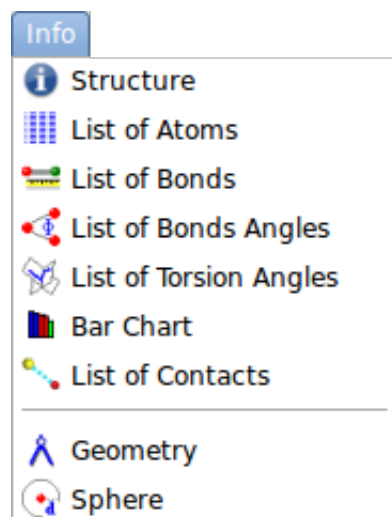 Info
Structure
List of Atoms
List of Bonds
List of Bonds Angles
List of Torsion Angles
Bar Chart
List of Contacts
Geometry
Sphere